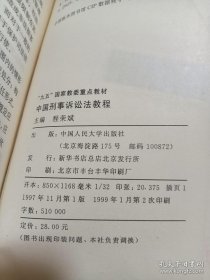 "九五"国家教委重点教材
中国刑事诉讼法教程
主编 程荣斌
出版：中国人民大学出版社
（北京海淀路175号 邮码100872）
发行：新华书店总店北京发行所
印刷：北京市丰台丰华印刷厂
开本：850×1168毫米1/32 印张：20.375 插页1
1997年11月第1版 1999年1月第2次印刷
字数：510 000
定价：28.00元
（图书出现印装问题，本社负责调换）